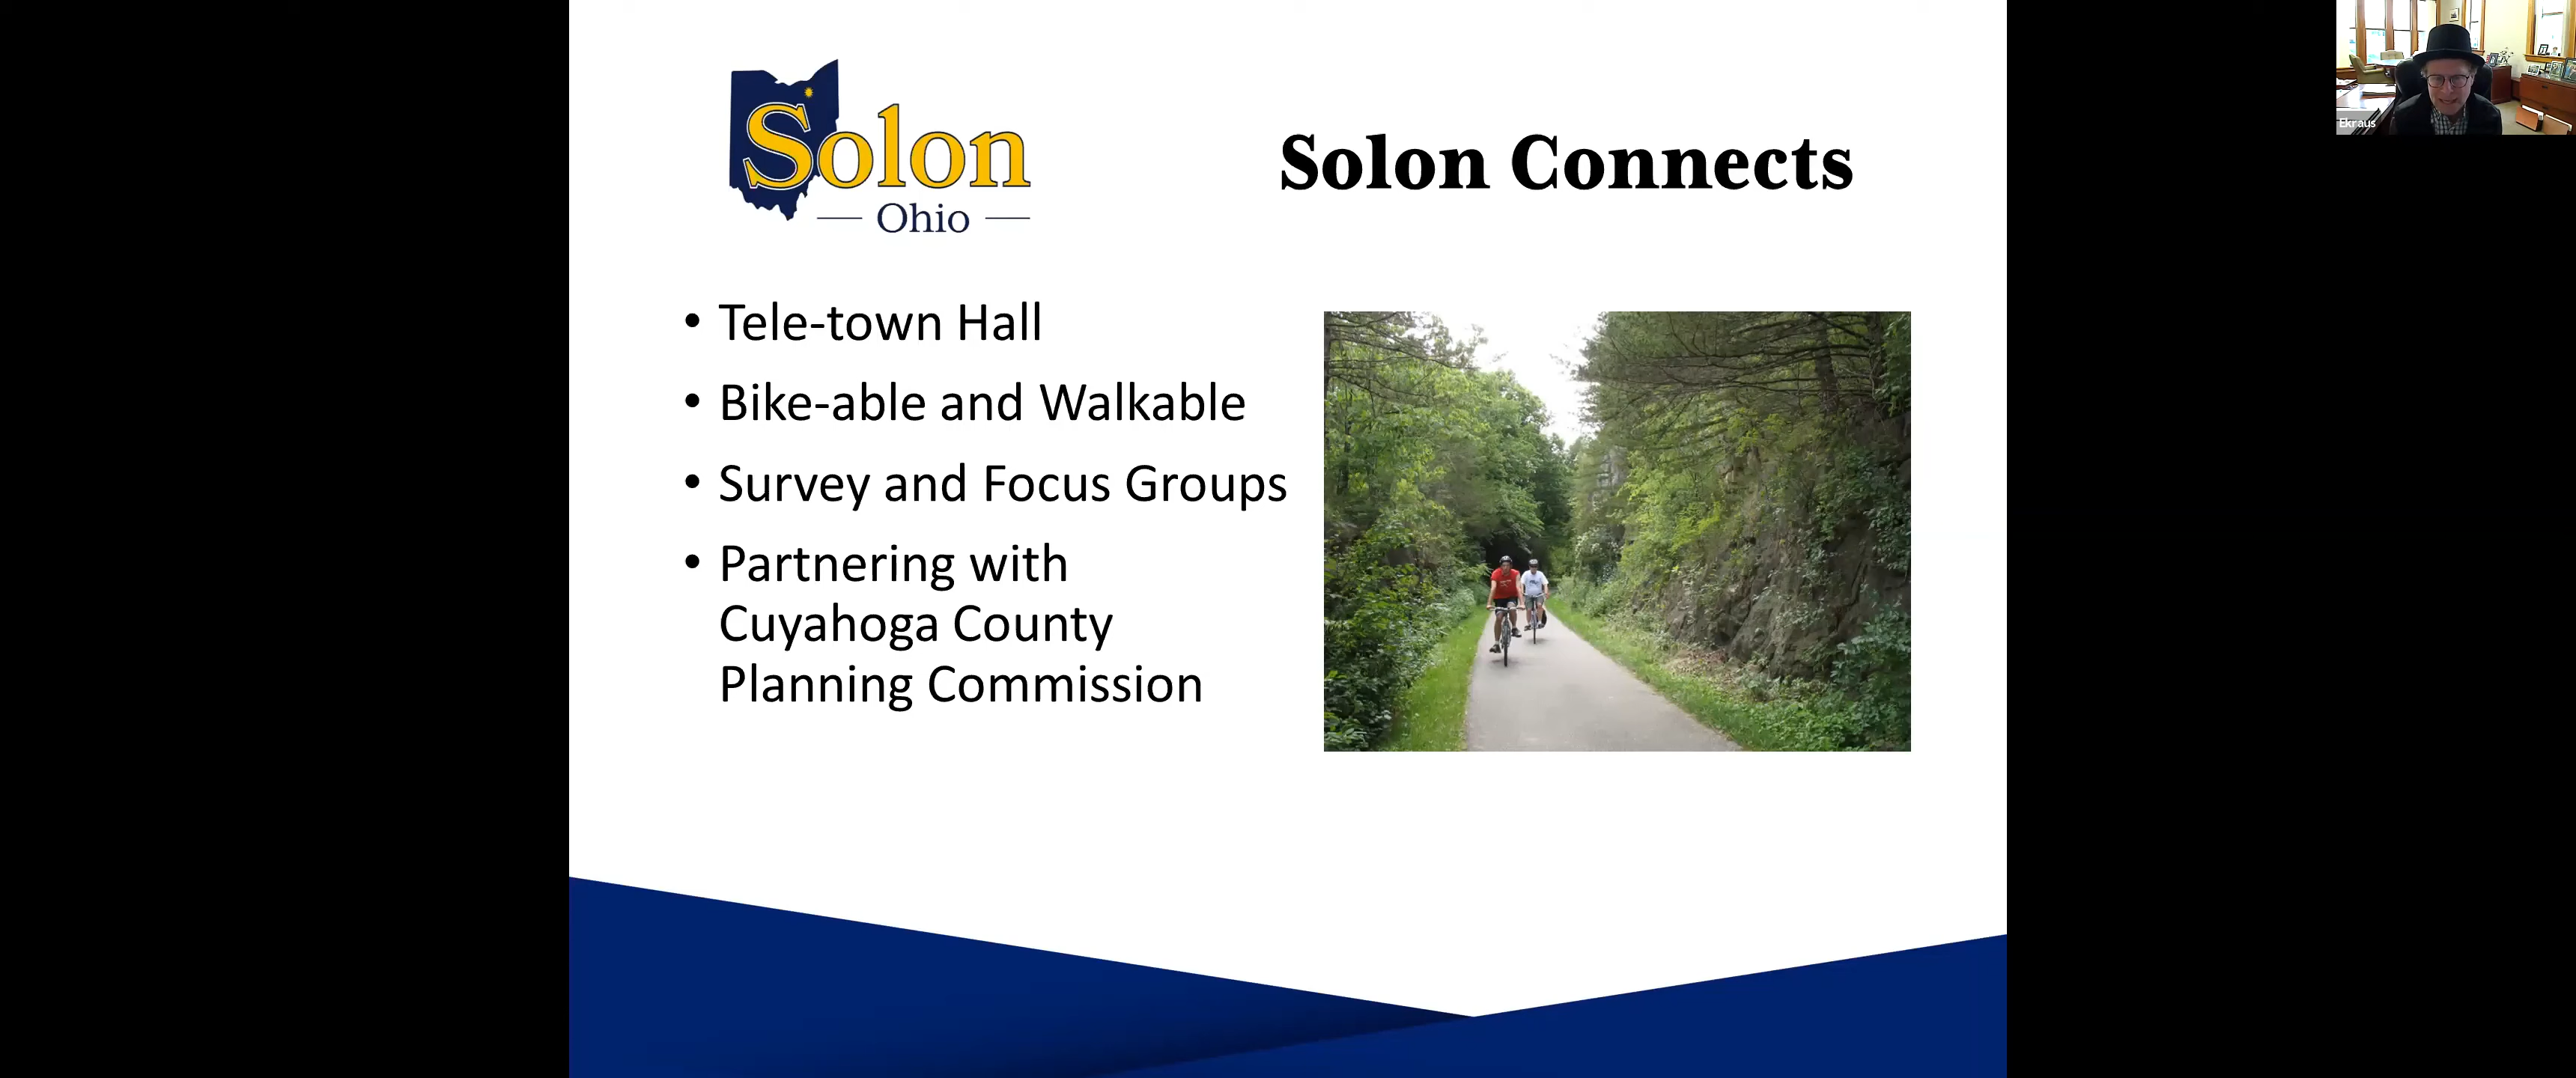 Solon
Ohio
Solon Connects
• Tele-town Hall
• Bike-able and Walkable
• Survey and Focus Groups
• Partnering with
Cuyahoga County
Planning Commission
Ekraus